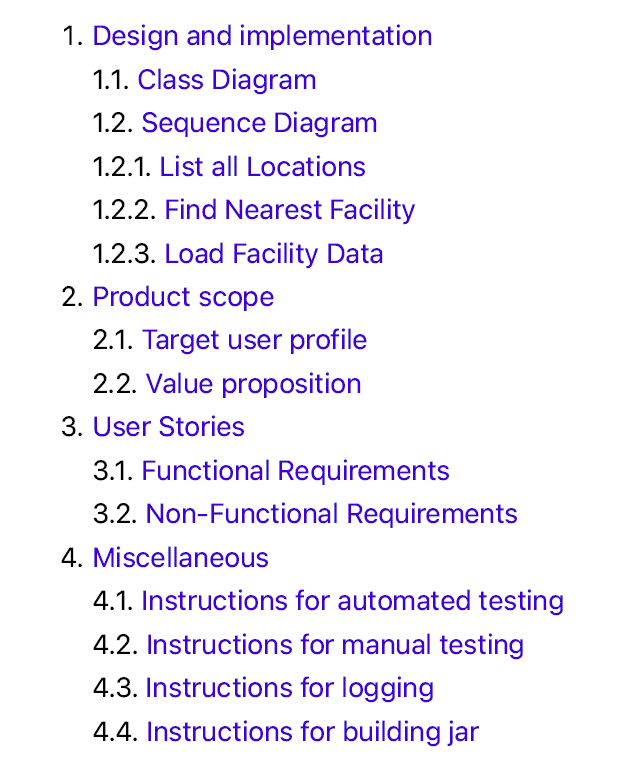 1. Design and implementation
1.1. Class Diagram
1.2. Sequence Diagram
1.2.1. List all Locations
1.2.2. Find Nearest Facility
1.2.3. Load Facility Data
2. Product scope
2.1. Target user profile
2.2. Value proposition
3. User Stories
3.1. Functional Requirements
3.2. Non-Functional Requirements
4. Miscellaneous
4.1. Instructions for automated testing
4.2. Instructions for manual testing
4.3. Instructions for logging
4.4. Instructions for building jar